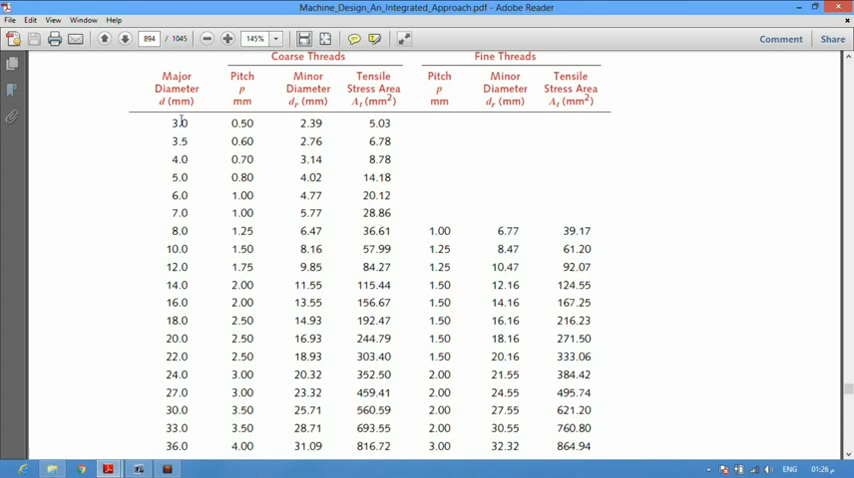 Machine_Design_An_Integrated_Approach.pdf - Adobe Reader
File Edit View Window Help
894 / 1045 145% Comment Share
Coarse Threads Fine Threads
Major Pitch Minor Tensile Pitch Minor Tensile
Diameter p Diameter Stress Area p Diameter Stress Area
d (mm) mm dr (mm) At (mm2) mm dr (mm) At (mm2)
3.0 0.50 2.39 5.03
3.5 0.60 2.76 6.78
4.0 0.70 3.14 8.78
5.0 0.80 4.02 14.18
6.0 1.00 4.77 20.12
7.0 1.00 5.77 28.86
8.0 1.25 6.47 36.61 1.00 6.77 39.17
10.0 1.50 8.16 57.99 1.25 8.47 61.20
12.0 1.75 9.85 84.27 1.25 10.47 92.07
14.0 2.00 11.55 115.44 1.50 12.16 124.55
16.0 2.00 13.55 156.67 1.50 14.16 167.25
18.0 2.50 14.93 192.47 1.50 16.16 216.23
20.0 2.50 16.93 244.79 1.50 18.16 271.50
22.0 2.50 18.93 303.40 1.50 20.16 333.06
24.0 3.00 20.32 352.50 2.00 21.55 384.42
27.0 3.00 23.32 459.41 2.00 24.55 495.74
30.0 3.50 25.71 560.59 2.00 27.55 621.20
33.0 3.50 28.71 693.55 2.00 30.55 760.80
36.0 4.00 31.09 816.72 3.00 32.32 864.94
ENG 01:26 م